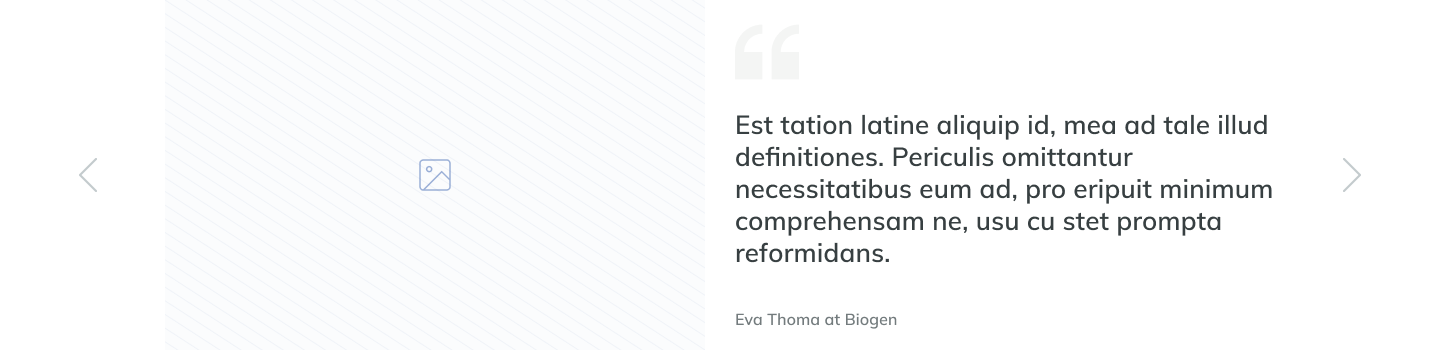 Est tation latine aliquip id, mea ad tale illud
definitiones. Periculis omittantur
necessitatibus eum ad, pro eripuit minimum
comprehensam ne, usu cu stet prompta
reformidans.
Eva Thoma at Biogen